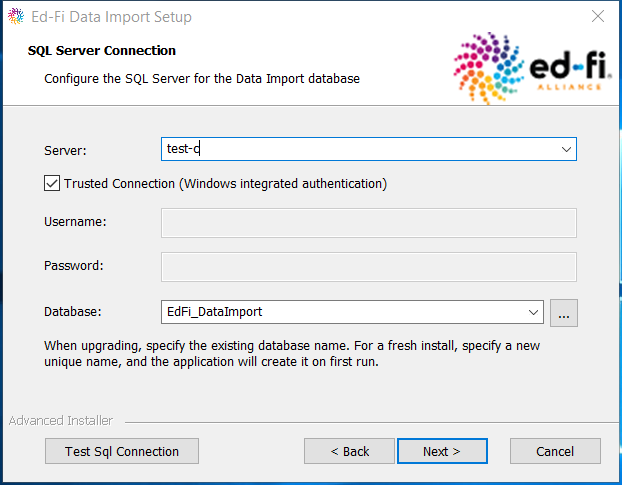 Ed-Fi Data Import Setup
SQL Server Connection
Configure the SQL Server for the Data Import database
ed-fi
ALLIANCE
Server: test-c
Trusted Connection (Windows integrated authentication)
Username:
Password:
Database: EdFi_DataImport ...
When upgrading, specify the existing database name. For a fresh install, specify a new
unique name, and the application will create it on first run.
Advanced Installer
Test Sql Connection < Back Next > Cancel